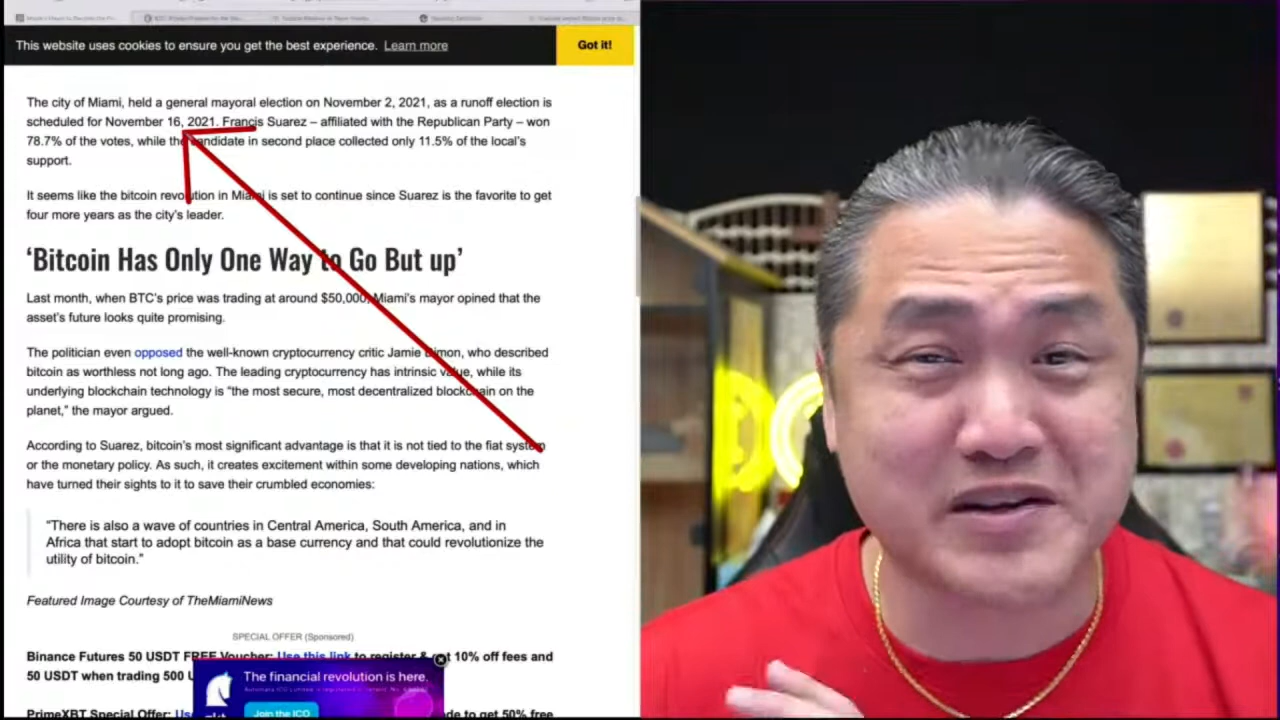 This website uses cookies to ensure you get the best experience. Learn more
Got it!
The city of Miami, held a general mayoral election on November 2, 2021, as a runoff election is
scheduled for November 16, 2021. Francis Suarez – affiliated with the Republican Party – won
78.7% of the votes, while the candidate in second place collected only 11.5% of the local's
support.
It seems like the bitcoin revolution in Miami is set to continue since Suarez is the favorite to get
four more years as the city's leader.
'Bitcoin Has Only One Way to Go But up'
Last month, when BTC's price was trading at around $50,000, Miami's mayor opined that the
asset's future looks quite promising.
The politician even opposed the well-known cryptocurrency critic Jamie Dimon, who described
bitcoin as worthless not long ago. The leading cryptocurrency has intrinsic value, while its
underlying blockchain technology is "the most secure, most decentralized blockchain on the
planet," the mayor argued.
According to Suarez, bitcoin's most significant advantage is that it is not tied to the fiat system
or the monetary policy. As such, it creates excitement within some developing nations, which
have turned their sights to it to save their crumbled economies:
"There is also a wave of countries in Central America, South America, and in
Africa that start to adopt bitcoin as a base currency and that could revolutionize the
utility of bitcoin."
Featured Image Courtesy of TheMiamiNews
SPECIAL OFFER (Sponsored)
Binance Futures 50 USDT FREE Voucher: Use this link to register & get 10% off fees and
50 USDT when trading 500
The financial revolution is here.
Join the ICO
PrimeXBT Special Offer: to get 50% free